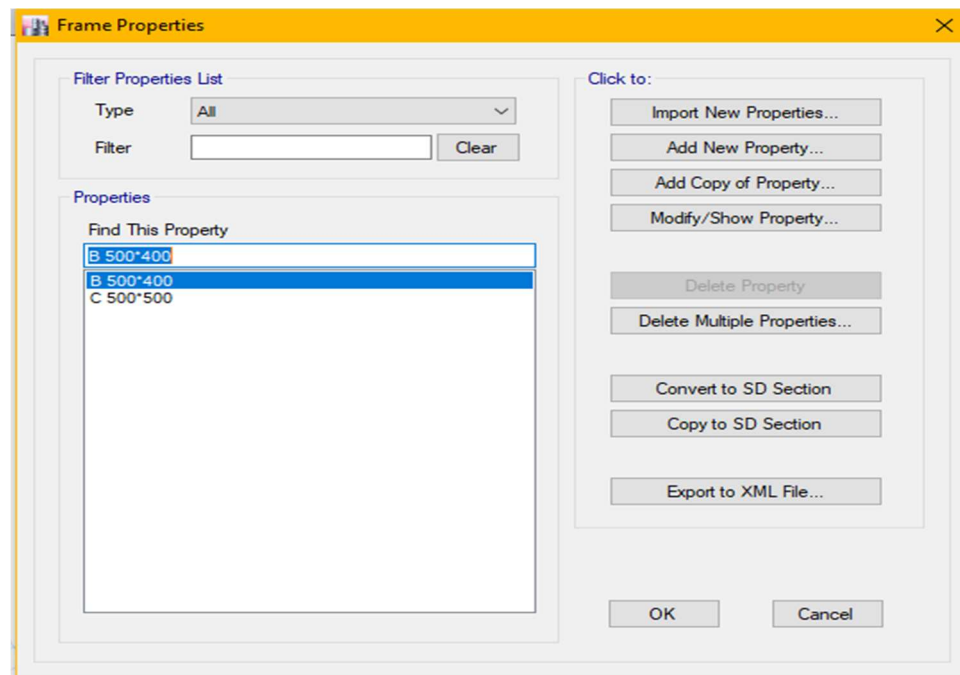 Frame Properties
Filter Properties List
Type
All
Filter
Clear
Properties
Find This Property
B 500*400
B 500*400
C 500*500
Click to:
Import New Properties...
Add New Property...
Add Copy of Property...
Modify/Show Property...
Delete Property
Delete Multiple Properties...
Convert to SD Section
Copy to SD Section
Export to XML File...
OK
Cancel